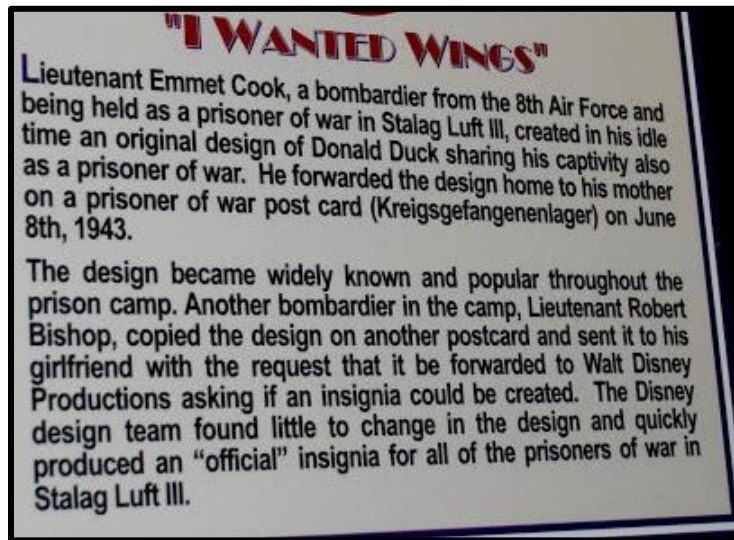 "I WANTED WINGS"
Lieutenant Emmet Cook, a bombardier from the 8th Air Force and
being held as a prisoner of war in Stalag Luft III, created in his idle
time an original design of Donald Duck sharing his captivity also
as a prisoner of war. He forwarded the design home to his mother
on a prisoner of war post card (Kreigsgefangenenlager) on June
8th, 1943.
The design became widely known and popular throughout the
prison camp. Another bombardier in the camp, Lieutenant Robert
Bishop, copied the design on another postcard and sent it to his
girlfriend with the request that it be forwarded to Walt Disney
Productions asking if an insignia could be created. The Disney
design team found little to change in the design and quickly
produced an “official” insignia for all of the prisoners of war in
Stalag Luft III.